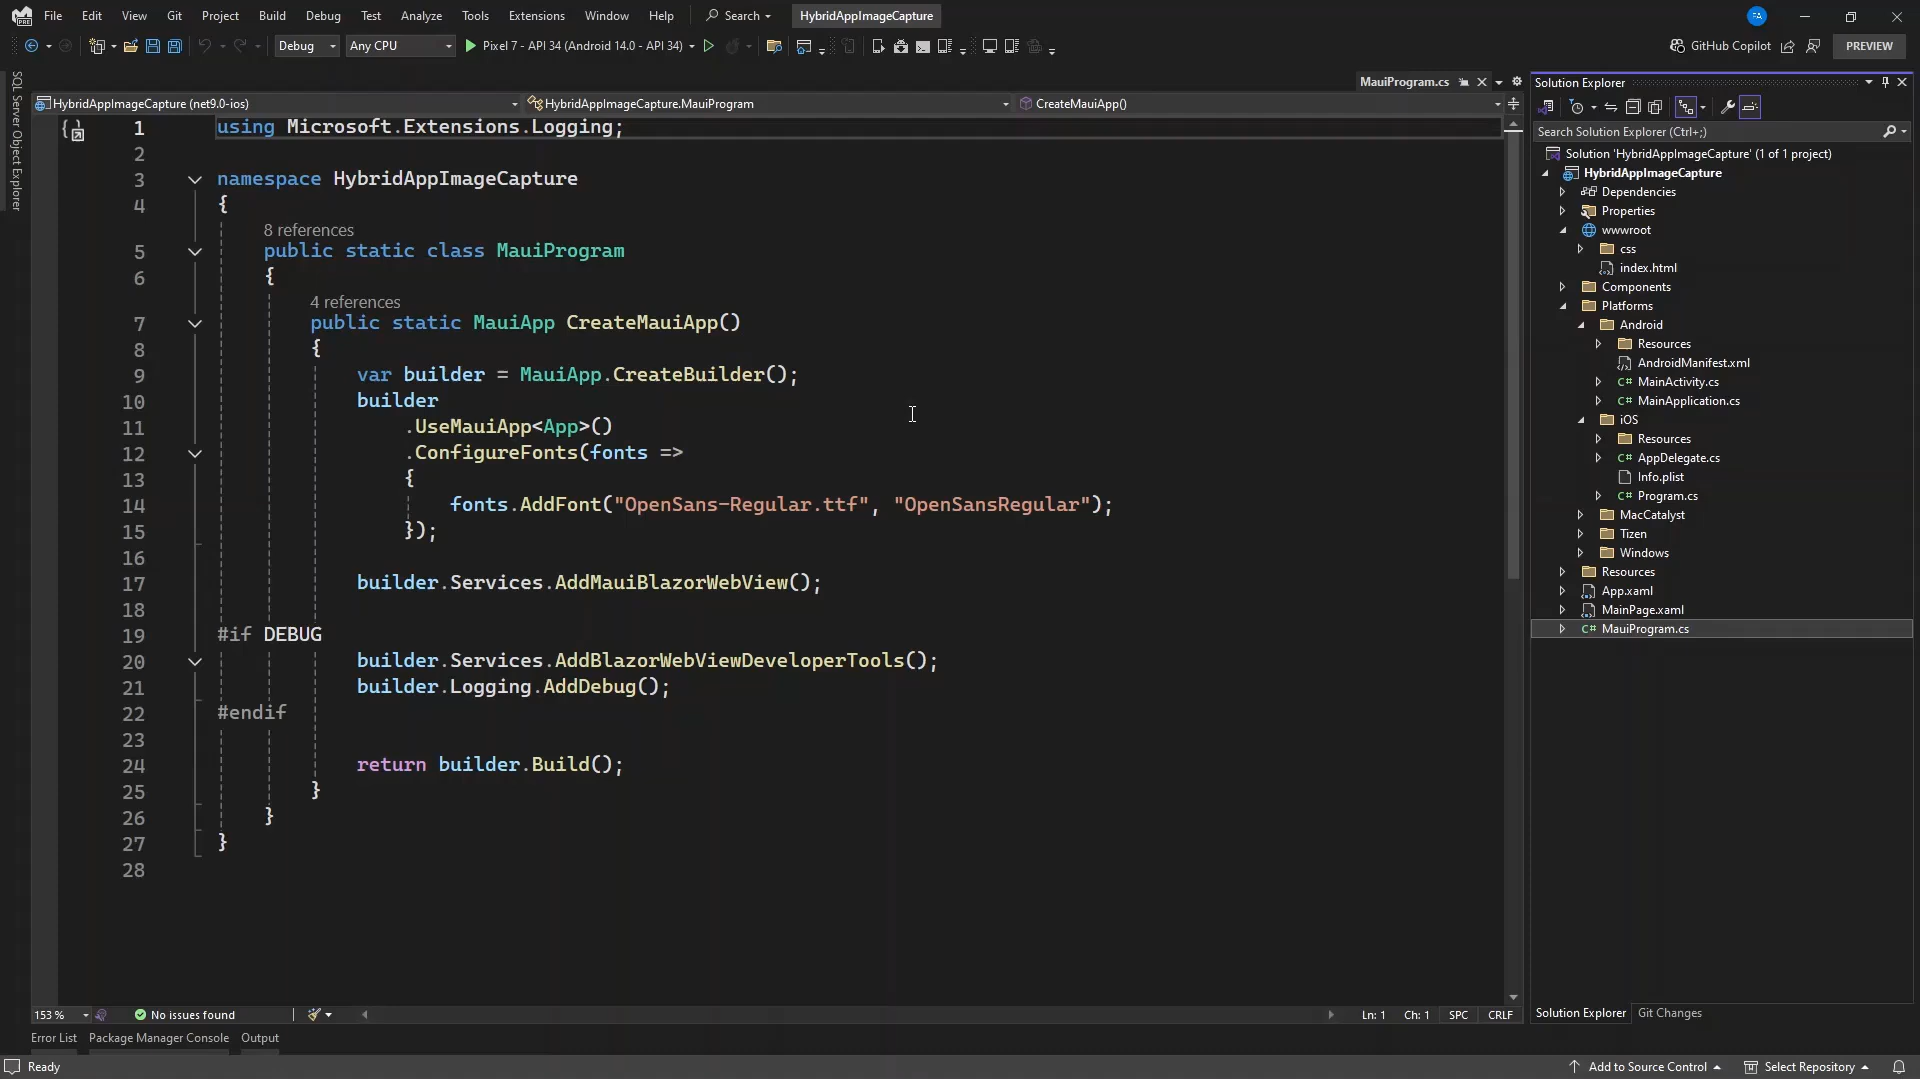 File Edit View Git Project Build Debug Test Analyze Tools Extensions Window Help Search HybridAppImageCapture FA
Debug Any CPU Pixel 7 - API 34 (Android 14.0 - API 34) GitHub Copilot PREVIEW
SQL Server Object Explorer
MauiProgram.cs
HybridAppImageCapture (net9.0-ios) HybridAppImageCapture.MauiProgram CreateMauiApp()
1 using Microsoft.Extensions.Logging;
2
3 namespace HybridAppImageCapture
4 {
8 references
5 public static class MauiProgram
6 {
4 references
7 public static MauiApp CreateMauiApp()
8 {
9 var builder = MauiApp.CreateBuilder();
10 builder
11 .UseMauiApp<App>()
12 .ConfigureFonts(fonts =>
13 {
14 fonts.AddFont("OpenSans-Regular.ttf", "OpenSansRegular");
15 });
16
17 builder.Services.AddMauiBlazorWebView();
18
19 #if DEBUG
20 builder.Services.AddBlazorWebViewDeveloperTools();
21 builder.Logging.AddDebug();
22 #endif
23
24 return builder.Build();
25 }
26 }
27 }
28
153 % No issues found Ln: 1 Ch: 1 SPC CRLF
Error List Package Manager Console Output
Solution Explorer
Search Solution Explorer (Ctrl+;)
Solution 'HybridAppImageCapture' (1 of 1 project)
HybridAppImageCapture
Dependencies
Properties
wwwroot
css
index.html
Components
Platforms
Android
Resources
AndroidManifest.xml
C# MainActivity.cs
C# MainApplication.cs
iOS
Resources
C# AppDelegate.cs
Info.plist
C# Program.cs
MacCatalyst
Tizen
Windows
Resources
App.xaml
MainPage.xaml
C# MauiProgram.cs
Solution Explorer Git Changes
Ready Add to Source Control Select Repository